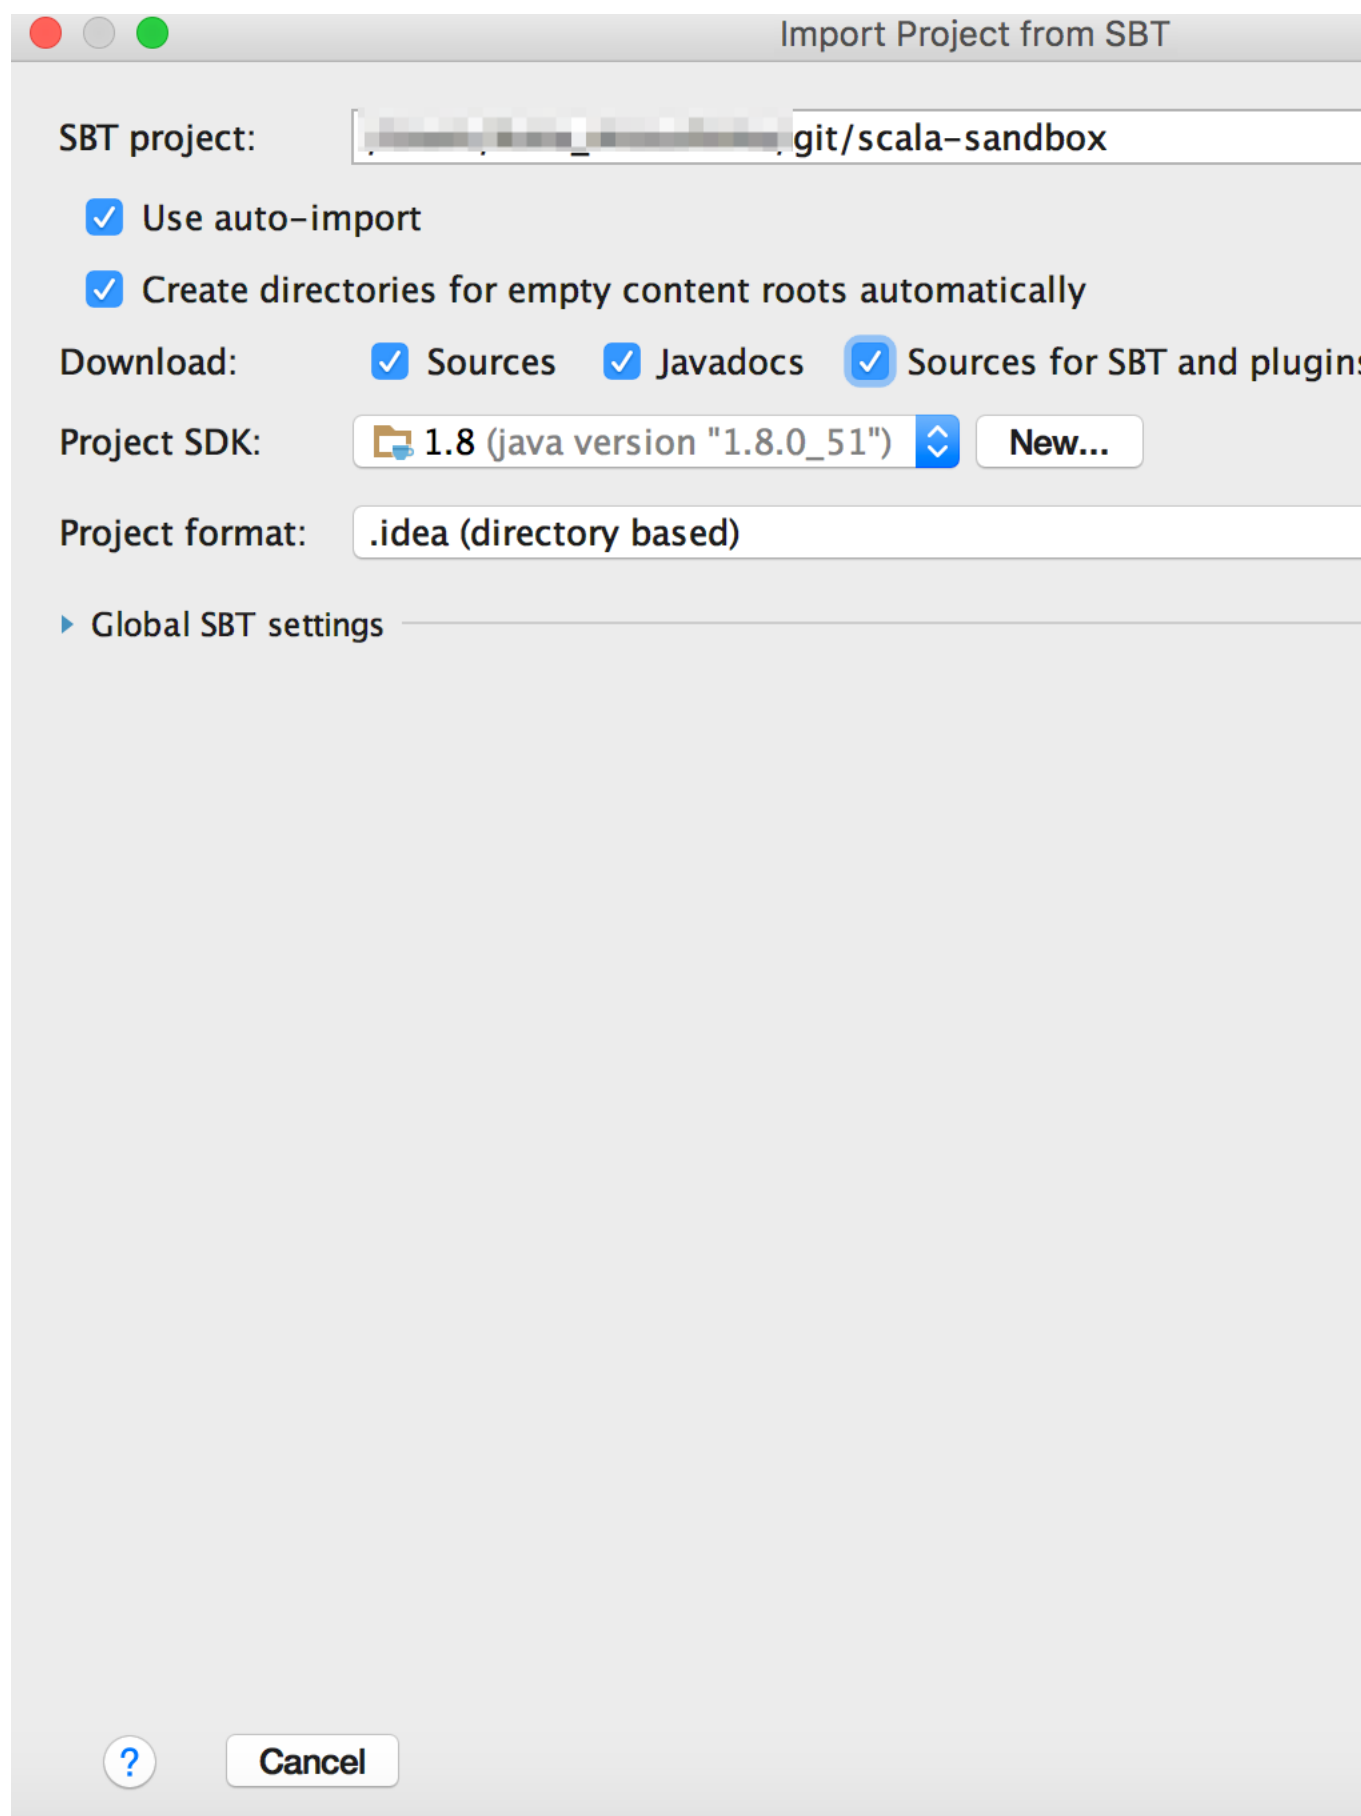 Import Project from SBT
SBT project: git/scala-sandbox
Use auto-import
Create directories for empty content roots automatically
Download: Sources Javadocs Sources for SBT and plugins
Project SDK: 1.8 (java version "1.8.0_51") New...
Project format: .idea (directory based)
Global SBT settings
? Cancel